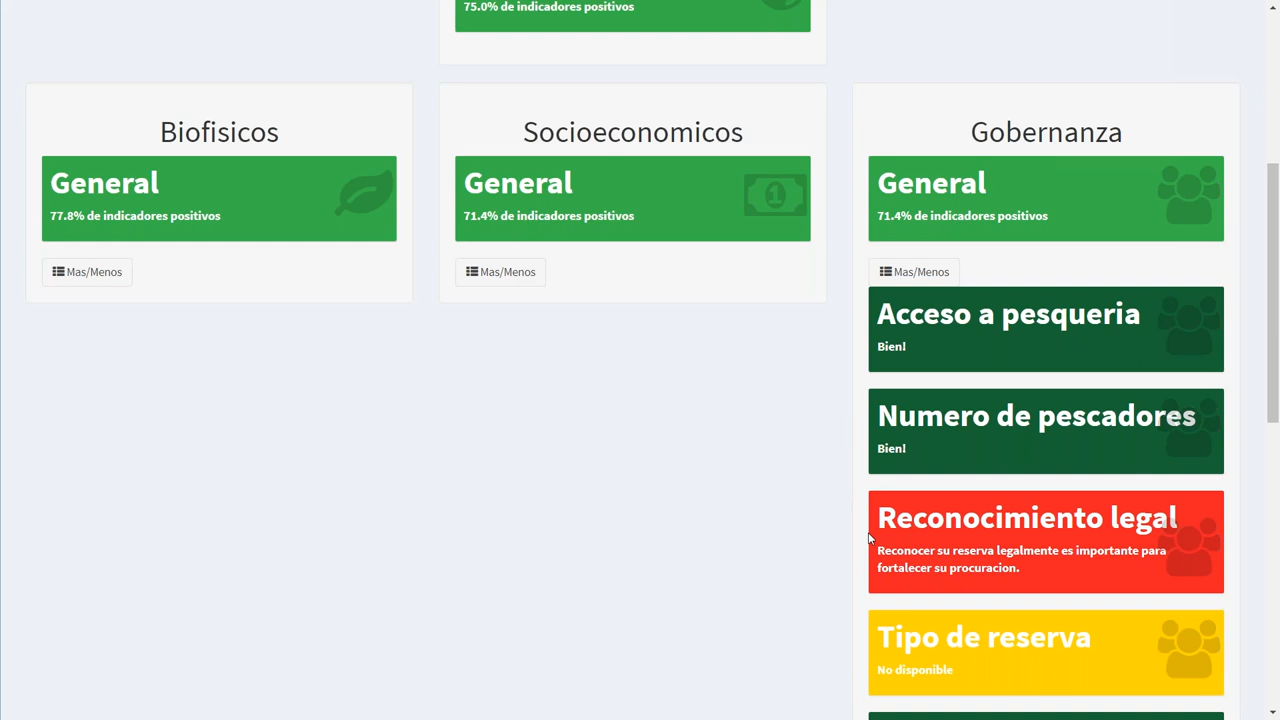 75.0% de indicadores positivos
Biofisicos
General
77.8% de indicadores positivos
Mas/Menos
Socioeconomicos
General
71.4% de indicadores positivos
Mas/Menos
Gobernanza
General
71.4% de indicadores positivos
Mas/Menos
Acceso a pesqueria
Bien!
Numero de pescadores
Bien!
Reconocimiento legal
Reconocer su reserva legalmente es importante para
fortalecer su procuracion.
Tipo de reserva
No disponible